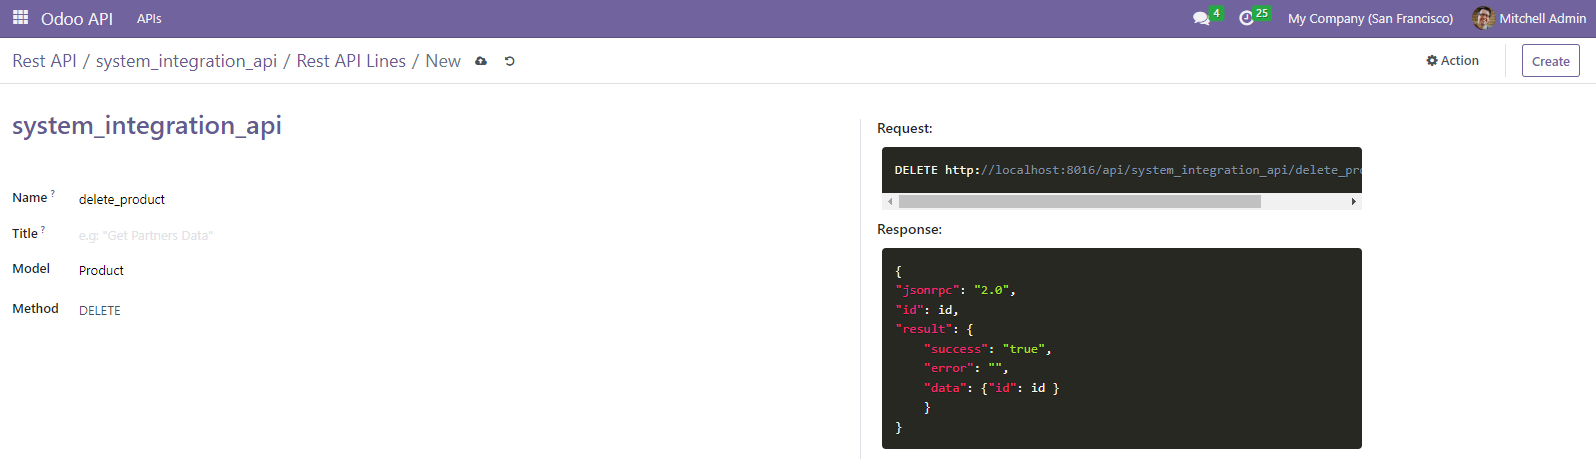 Odoo API APIs 4 25 My Company (San Francisco) Mitchell Admin
Rest API / system_integration_api / Rest API Lines / New Action Create
system_integration_api
Name ? delete_product
Title ? e.g: "Get Partners Data"
Model Product
Method DELETE
Request:
DELETE http://localhost:8016/api/system_integration_api/delete_pro
Response:
{
"jsonrpc": "2.0",
"id": id,
"result": {
"success": "true",
"error": "",
"data": {"id": id }
}
}